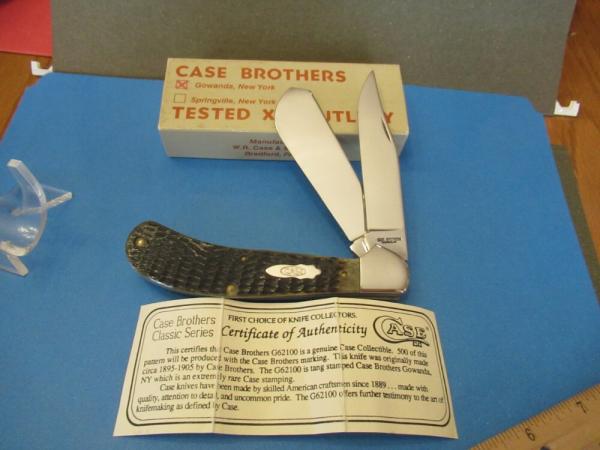 CASE BROTHERS
Gowanda, New York
Springville, New York
TESTED X CUTLERY
W.R. Case &
Bradford,
CASE
Case Brothers
Classic Series
FIRST CHOICE OF KNIFE COLLECTORS.
Certificate of Authenticity
CASE
This certifies that Case Brothers G62100 is a genuine Case Collectible. 500 of this
pattern will be produced with the Case Brothers marking. This knife was originally made
circa 1895-1905 by Case Brothers. The G62100 is tang stamped Case Brothers Gowanda,
NY which is an extremely rare Case stamping.
Case knives have been made by skilled American craftsmen since 1889 . . . made with
quality, attention to detail, and uncommon pride. The G62100 offers further testimony to the art of
knifemaking as defined by Case.
6
7